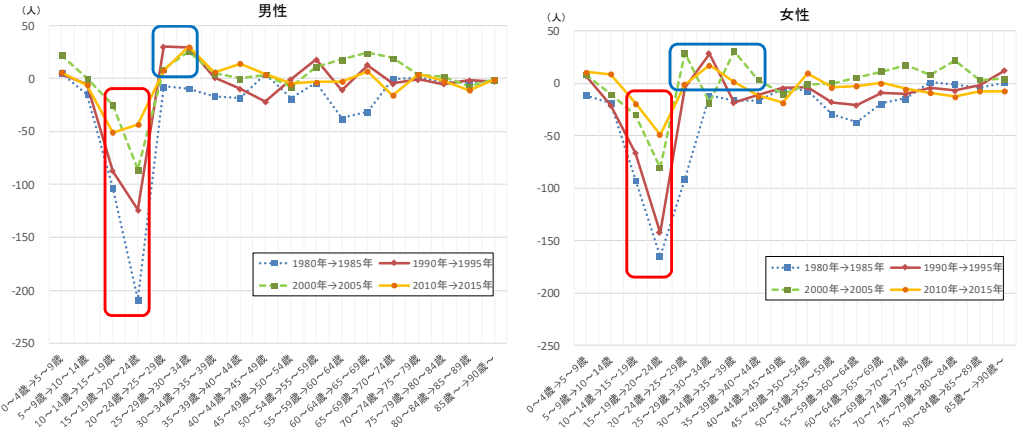 男性
（人）
50
0
-50
-100
-150
-200
-250
1980年→1985年
1990年→1995年
2000年→2005年
2010年→2015年
0～4歳→5～9歳
5～9歳→10～14歳
10～14歳→15～19歳
15～19歳→20～24歳
20～24歳→25～29歳
25～29歳→30～34歳
30～34歳→35～39歳
35～39歳→40～44歳
40～44歳→45～49歳
45～49歳→50～54歳
50～54歳→55～59歳
55～59歳→60～64歳
60～64歳→65～69歳
65～69歳→70～74歳
70～74歳→75～79歳
75～79歳→80～84歳
80～84歳→85～89歳
85歳～→90歳～
女性
（人）
50
0
-50
-100
-150
-200
-250
1980年→1985年
1990年→1995年
2000年→2005年
2010年→2015年
0～4歳→5～9歳
5～9歳→10～14歳
10～14歳→15～19歳
15～19歳→20～24歳
20～24歳→25～29歳
25～29歳→30～34歳
30～34歳→35～39歳
35～39歳→40～44歳
40～44歳→45～49歳
45～49歳→50～54歳
50～54歳→55～59歳
55～59歳→60～64歳
60～64歳→65～69歳
65～69歳→70～74歳
70～74歳→75～79歳
75～79歳→80～84歳
80～84歳→85～89歳
85歳～→90歳～